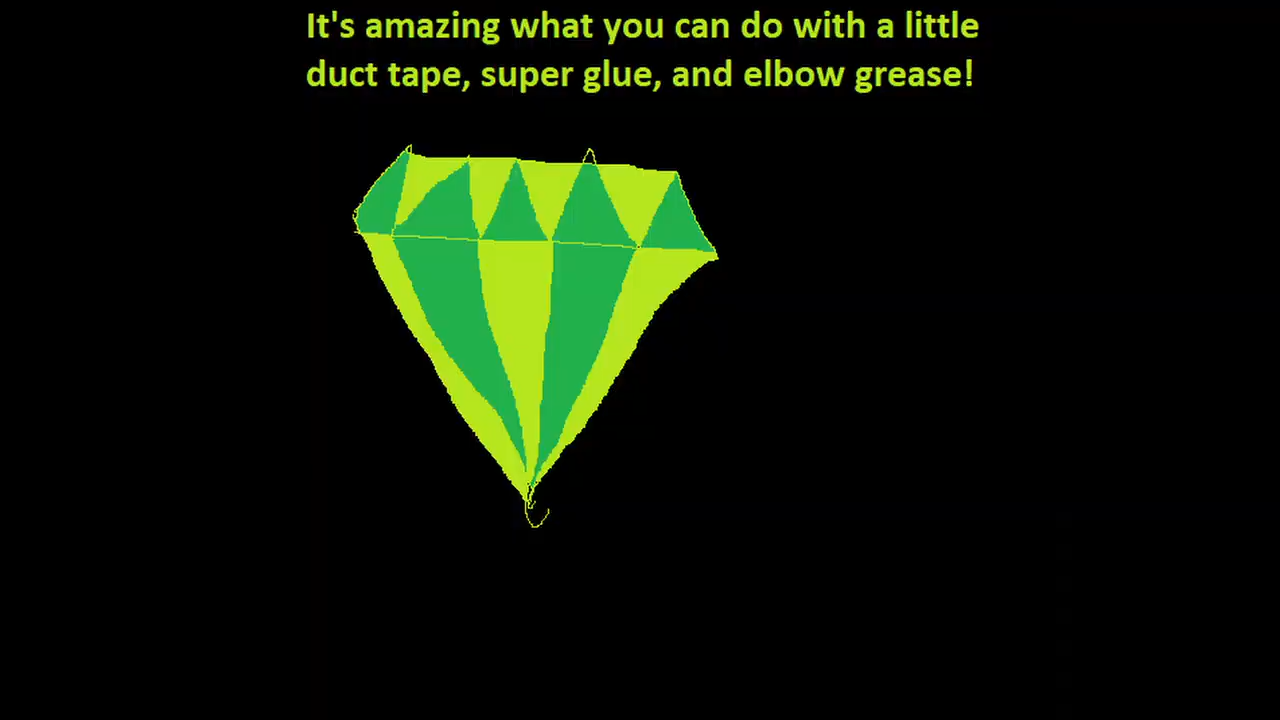 It's amazing what you can do with a little
duct tape, super glue, and elbow grease!